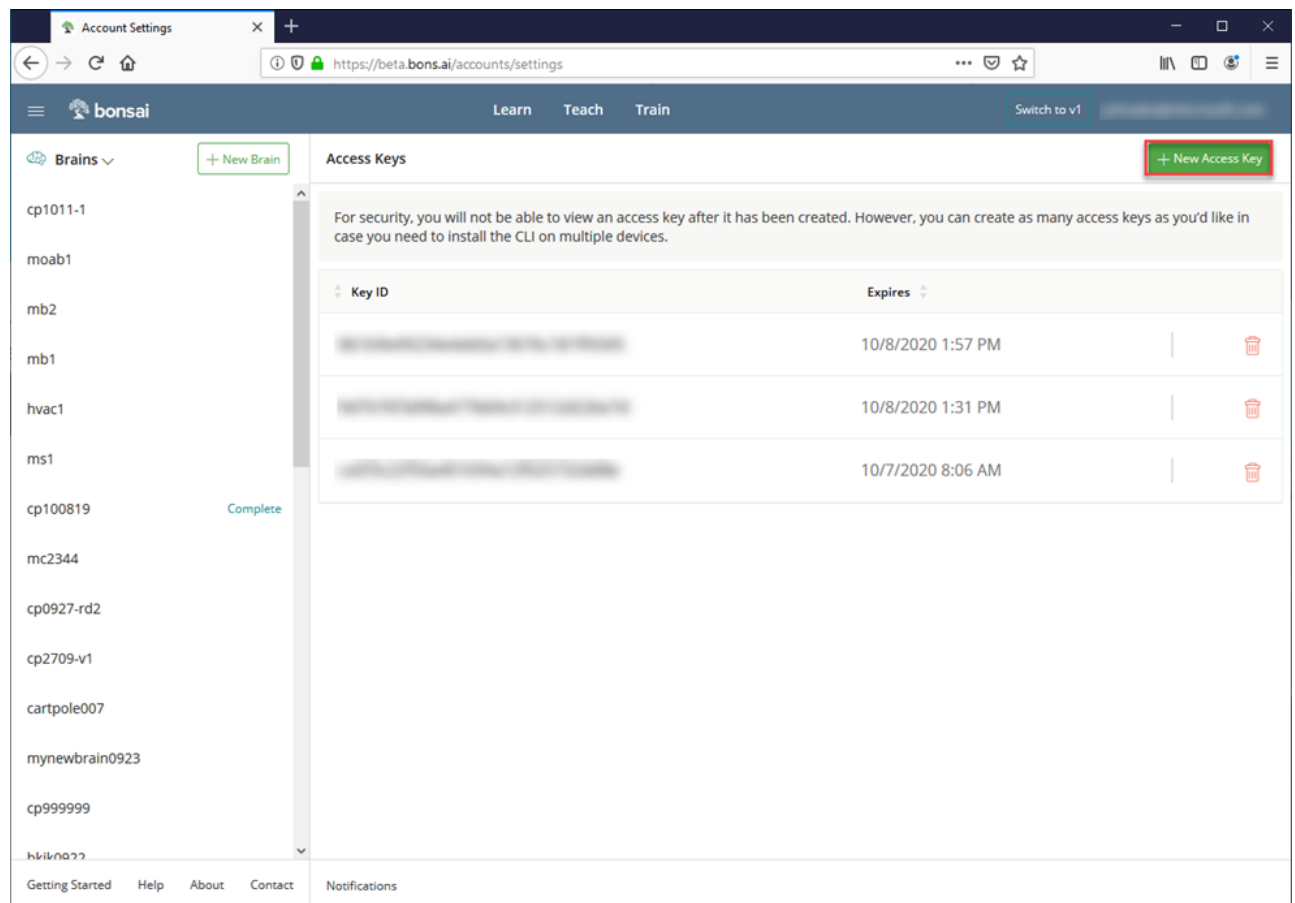 Account Settings
https://beta.bons.ai/accounts/settings
bonsai
Learn Teach Train
Switch to v1
Brains
+ New Brain
Access Keys
+ New Access Key
cp1011-1
moab1
mb2
mb1
hvac1
ms1
cp100819 Complete
mc2344
cp0927-rd2
cp2709-v1
cartpole007
mynewbrain0923
cp999999
For security, you will not be able to view an access key after it has been created. However, you can create as many access keys as you'd like in
case you need to install the CLI on multiple devices.
Key ID Expires
10/8/2020 1:57 PM
10/8/2020 1:31 PM
10/7/2020 8:06 AM
Getting Started Help About Contact
Notifications